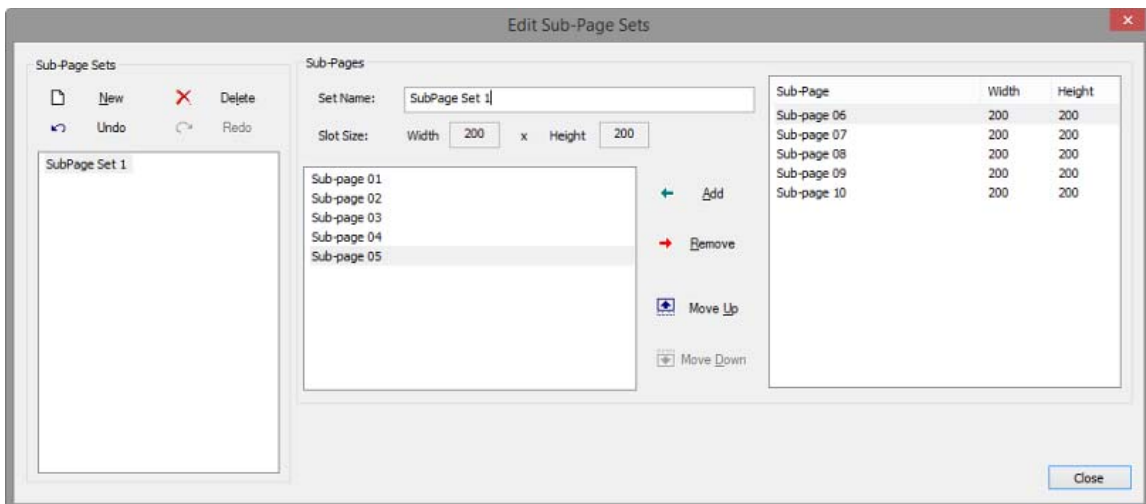 Edit Sub-Page Sets
Sub-Page Sets
New Delete
Undo Redo
SubPage Set 1
Sub-Pages
Set Name: SubPage Set 1
Slot Size: Width 200 x Height 200
Sub-page 01
Sub-page 02
Sub-page 03
Sub-page 04
Sub-page 05
Add
Remove
Move Up
Move Down
Sub-Page Width Height
Sub-page 06 200 200
Sub-page 07 200 200
Sub-page 08 200 200
Sub-page 09 200 200
Sub-page 10 200 200
Close